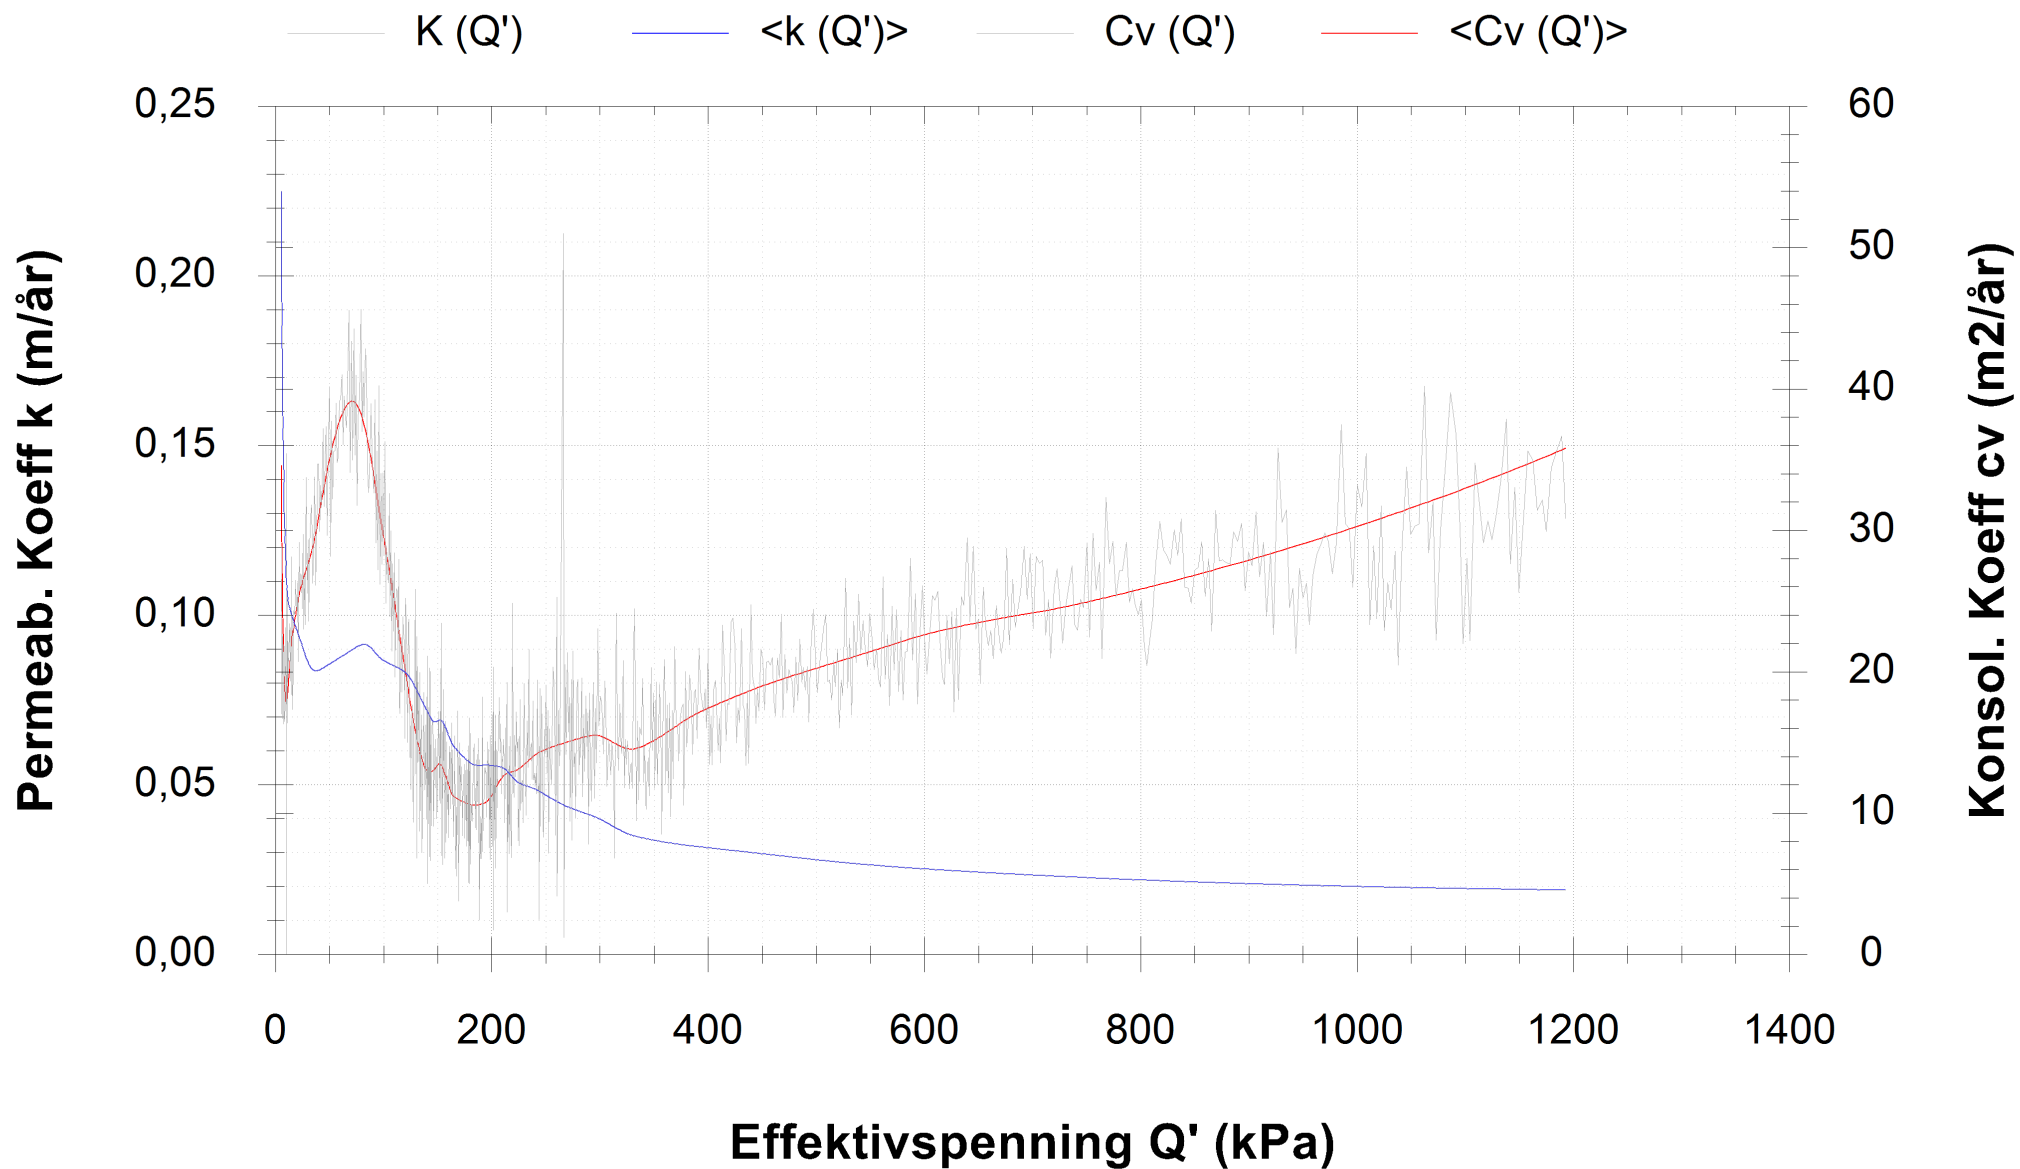 K (Q') <k (Q')> Cv (Q') <Cv (Q')>
Permeab. Koeff k (m/år)
0,25
0,20
0,15
0,10
0,05
0,00
60
50
40
30
20
10
0
Konsol. Koeff cv (m2/år)
0 200 400 600 800 1000 1200 1400
Effektivspenning Q' (kPa)